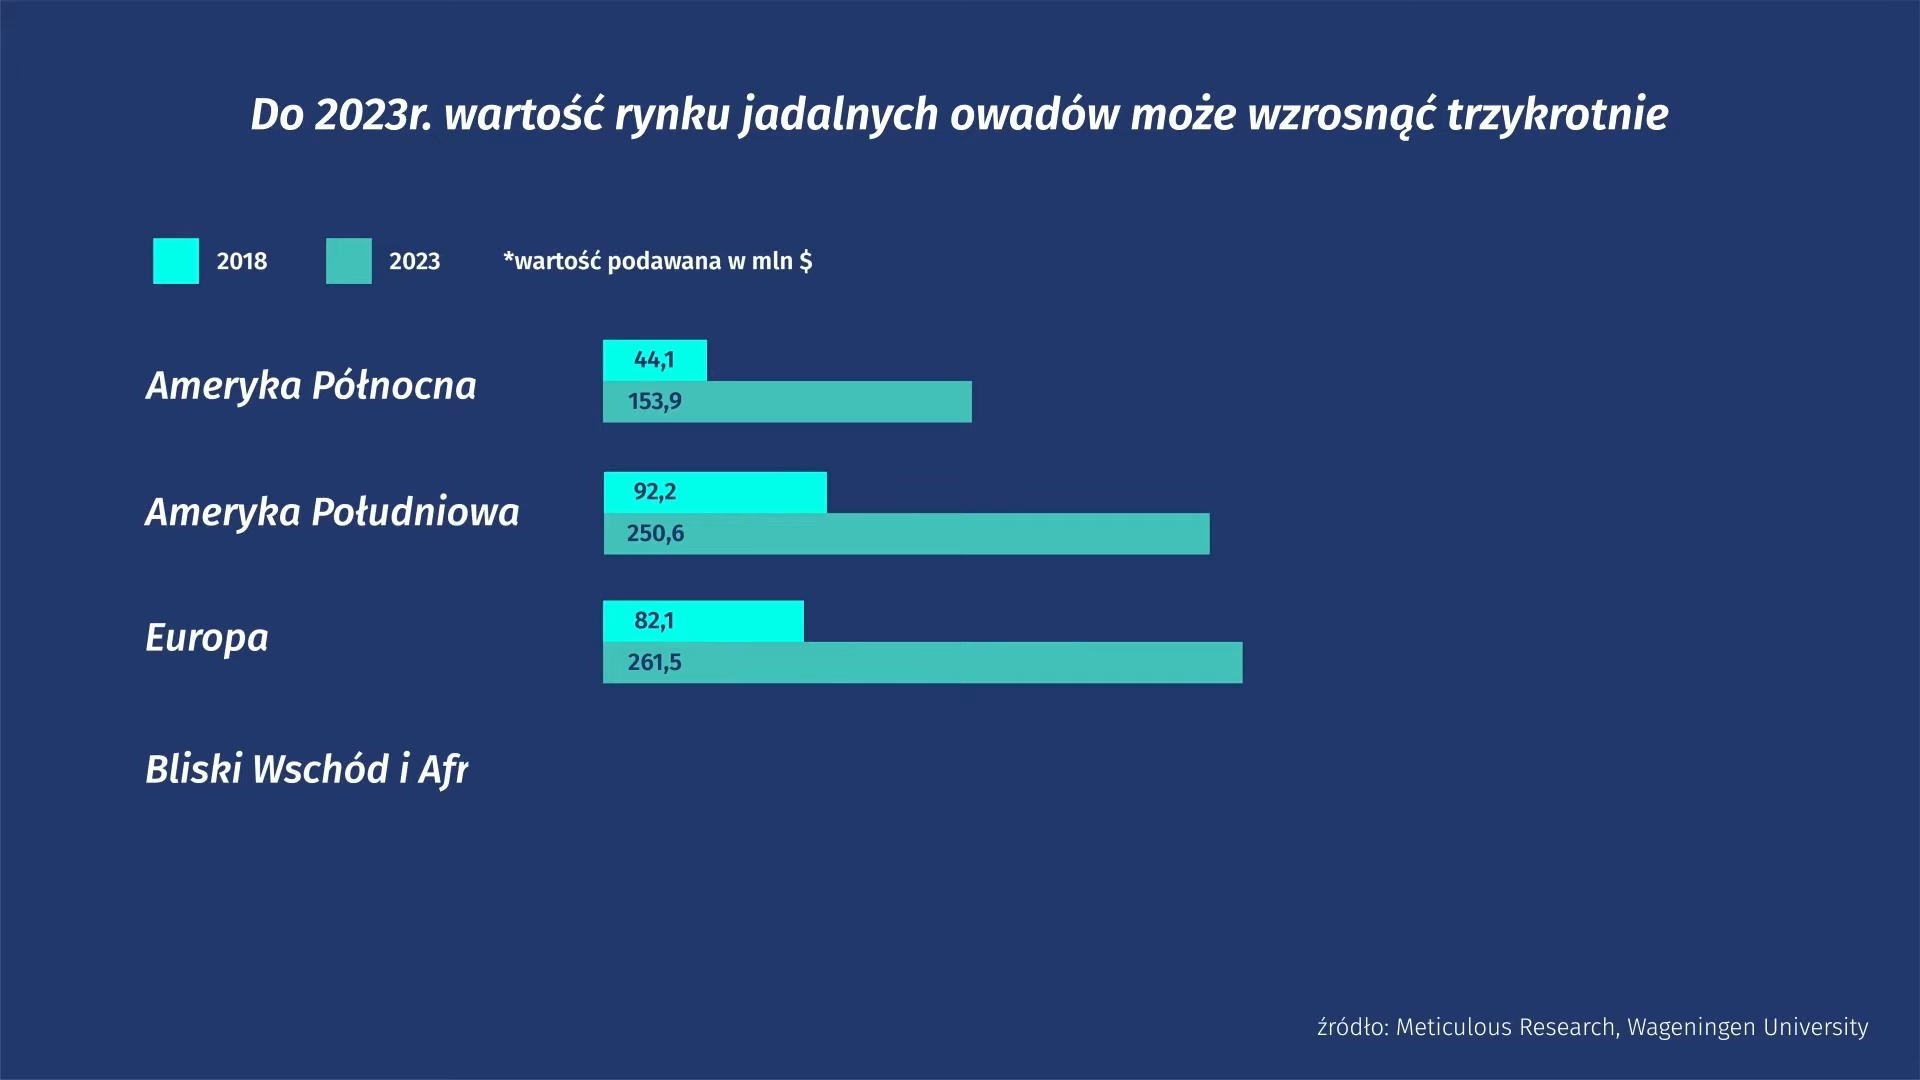 Do 2023r. wartość rynku jadalnych owadów może wzrosnąć trzykrotnie
2018 2023 *wartość podawana w mln $
Ameryka Północna
44,1
153,9
Ameryka Południowa
92,2
250,6
Europa
82,1
261,5
Bliski Wschód i Afr
źródło: Meticulous Research, Wageningen University